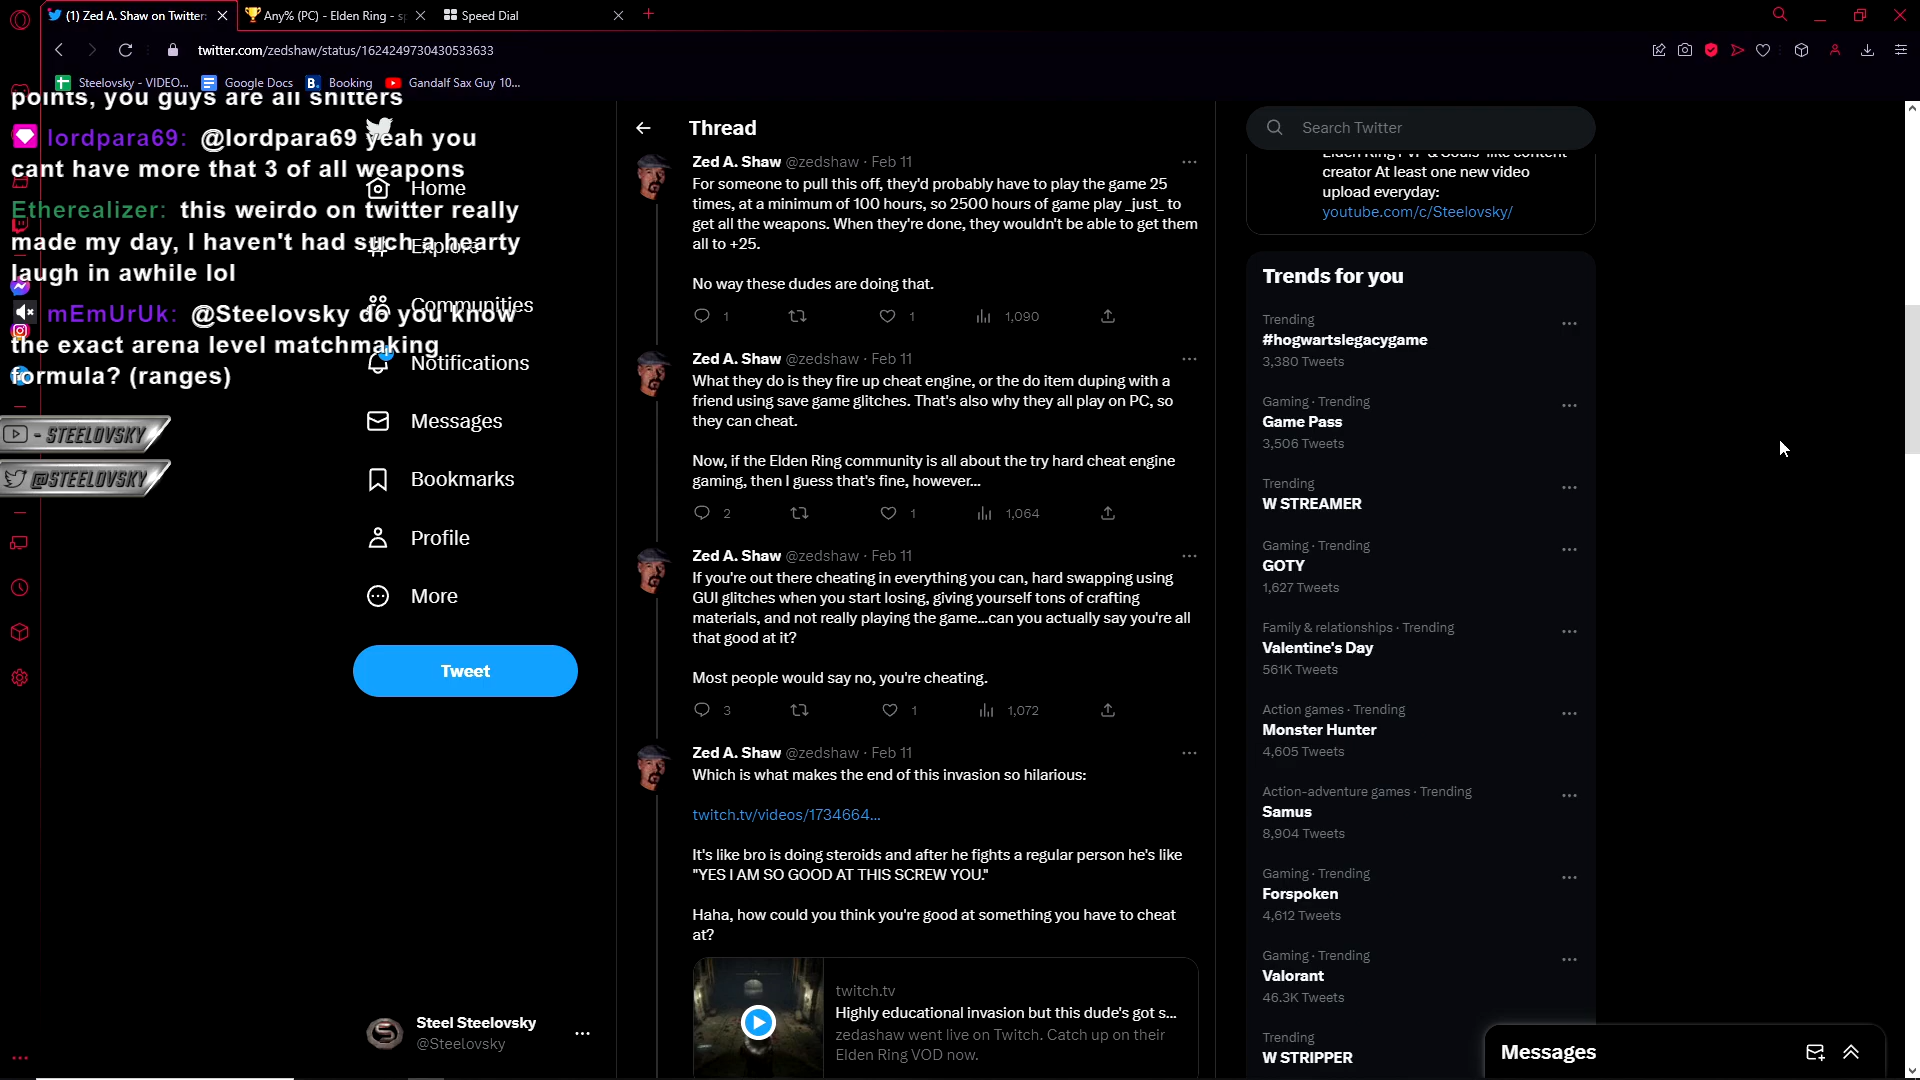 (1) Zed A. Shaw on Twitter:
Any% (PC) - Elden Ring - s
Speed Dial
twitter.com/zedshaw/status/1624249730430533633
Steelovsky - VIDEO...
Google Docs
B.
Booking
Gandalf Sax Guy 10...
points, you guys are all shitters
lordpara69: @lordpara69 yeah you
cant have more that 3 of all weapons
Etherealizer: this weirdo on twitter really
made my day, I haven't had such a hearty
laugh in awhile lol
mEmUrUk: @Steelovsky do you know
the exact arena level matchmaking
formula? (ranges)
- STEELOVSKY
@STEELOVSKY
Home
Explore
Communities
Notifications
Messages
Bookmarks
Profile
More
Tweet
Steel Steelovsky
@Steelovsky
Thread
Zed A. Shaw @zedshaw · Feb 11
For someone to pull this off, they'd probably have to play the game 25
times, at a minimum of 100 hours, so 2500 hours of game play _just_ to
get all the weapons. When they're done, they wouldn't be able to get them
all to +25.
No way these dudes are doing that.
1 1 1,090
Zed A. Shaw @zedshaw · Feb 11
What they do is they fire up cheat engine, or the do item duping with a
friend using save game glitches. That's also why they all play on PC, so
they can cheat.
Now, if the Elden Ring community is all about the try hard cheat engine
gaming, then I guess that's fine, however...
2 1 1,064
Zed A. Shaw @zedshaw · Feb 11
If you're out there cheating in everything you can, hard swapping using
GUI glitches when you start losing, giving yourself tons of crafting
materials, and not really playing the game...can you actually say you're all
that good at it?
Most people would say no, you're cheating.
3 1 1,072
Zed A. Shaw @zedshaw · Feb 11
Which is what makes the end of this invasion so hilarious:
twitch.tv/videos/1734664...
It's like bro is doing steroids and after he fights a regular person he's like
"YES I AM SO GOOD AT THIS SCREW YOU."
Haha, how could you think you're good at something you have to cheat
at?
twitch.tv
Highly educational invasion but this dude's got s...
zedashaw went live on Twitch. Catch up on their
Elden Ring VOD now.
Search Twitter
Elden Ring PvP & Souls-like content
creator At least one new video
upload everyday:
youtube.com/c/Steelovsky/
Trends for you
Trending
#hogwartslegacygame
3,380 Tweets
Gaming · Trending
Game Pass
3,506 Tweets
Trending
W STREAMER
Gaming · Trending
GOTY
1,627 Tweets
Family & relationships · Trending
Valentine's Day
561K Tweets
Action games · Trending
Monster Hunter
4,605 Tweets
Action-adventure games · Trending
Samus
8,904 Tweets
Gaming · Trending
Forspoken
4,612 Tweets
Gaming · Trending
Valorant
46.3K Tweets
Trending
W STRIPPER
Messages